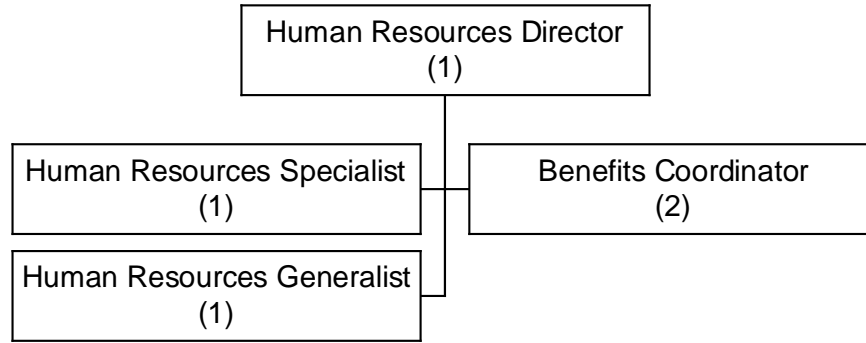 Human Resources Director
(1)
Human Resources Specialist
(1)
Benefits Coordinator
(2)
Human Resources Generalist
(1)